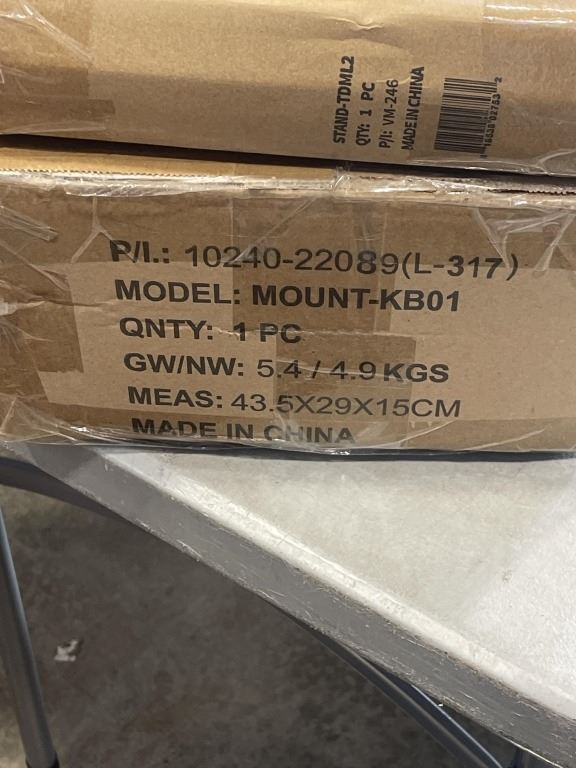 STAND-TDML2
QTY: 1 PC
P/I: VM-246
MADE IN CHINA
P/I.: 10240-22089(L-317)
MODEL: MOUNT-KB01
QNTY: 1 PC
GW/NW: 5.4 / 4.9 KGS
MEAS: 43.5X29X15CM
MADE IN CHINA